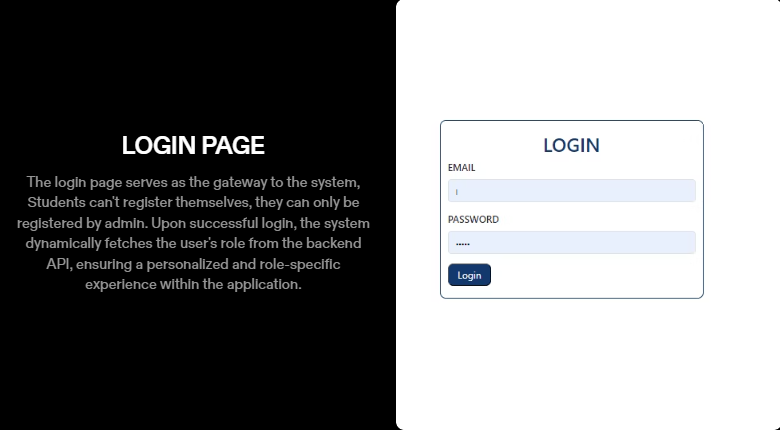 LOGIN PAGE
The login page serves as the gateway to the system,
Students can't register themselves, they can only be
registered by admin. Upon successful login, the system
dynamically fetches the user's role from the backend
API, ensuring a personalized and role-specific
experience within the application.
LOGIN
EMAIL
PASSWORD
•••••
Login